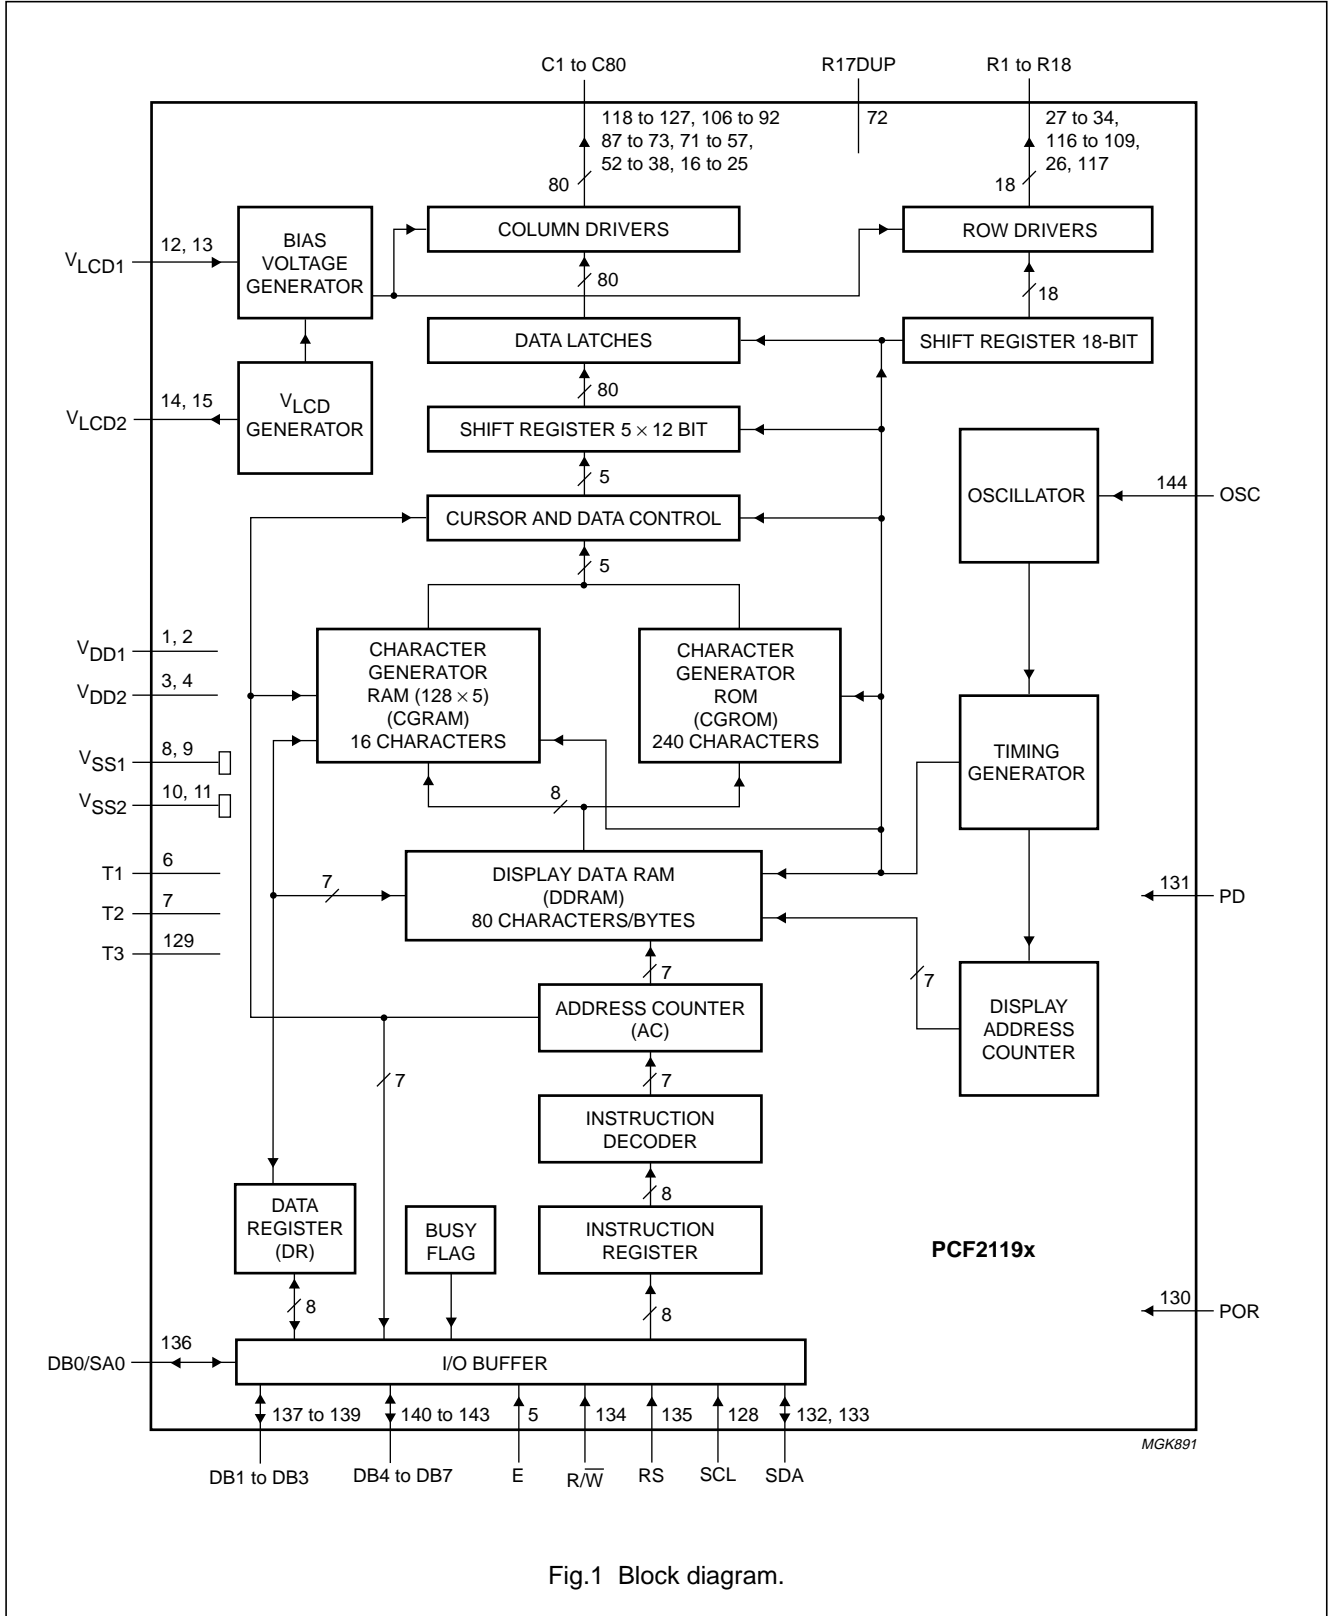 C1 to C80
R17DUP
R1 to R18
118 to 127, 106 to 92
87 to 73, 71 to 57,
52 to 38, 16 to 25
72
27 to 34,
116 to 109,
26, 117
80
18
VLCD1
12, 13
BIAS
VOLTAGE
GENERATOR
COLUMN DRIVERS
ROW DRIVERS
80
18
DATA LATCHES
SHIFT REGISTER 18-BIT
VLCD2
14, 15
VLCD
GENERATOR
80
SHIFT REGISTER 5 × 12 BIT
5
OSCILLATOR
144
OSC
CURSOR AND DATA CONTROL
5
VDD1
1, 2
VDD2
3, 4
VSS1
8, 9
VSS2
10, 11
CHARACTER
GENERATOR
RAM (128 × 5)
(CGRAM)
16 CHARACTERS
CHARACTER
GENERATOR
ROM
(CGROM)
240 CHARACTERS
TIMING
GENERATOR
8
T1
6
T2
7
T3
129
7
DISPLAY DATA RAM
(DDRAM)
80 CHARACTERS/BYTES
131
PD
7
7
ADDRESS COUNTER
(AC)
DISPLAY
ADDRESS
COUNTER
7
7
INSTRUCTION
DECODER
8
DATA
REGISTER
(DR)
BUSY
FLAG
INSTRUCTION
REGISTER
PCF2119x
8
8
130
POR
DB0/SA0
136
I/O BUFFER
137 to 139
140 to 143
5
134
135
128
132, 133
MGK891
DB1 to DB3
DB4 to DB7
E
R/W̅
RS
SCL
SDA
Fig.1 Block diagram.